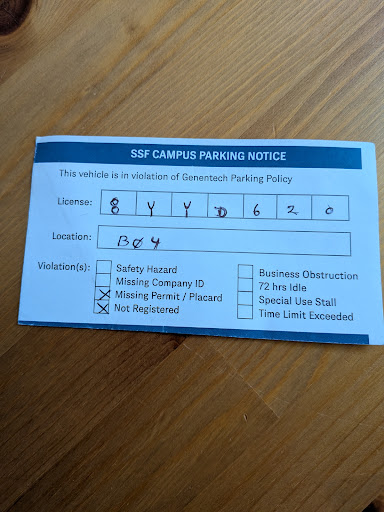 SSF CAMPUS PARKING NOTICE
This vehicle is in violation of Genentech Parking Policy
License: 8 Y Y D 6 2 0
Location: BØ4
Violation(s):
Safety Hazard
Missing Company ID
Missing Permit / Placard
Not Registered
Business Obstruction
72 hrs Idle
Special Use Stall
Time Limit Exceeded